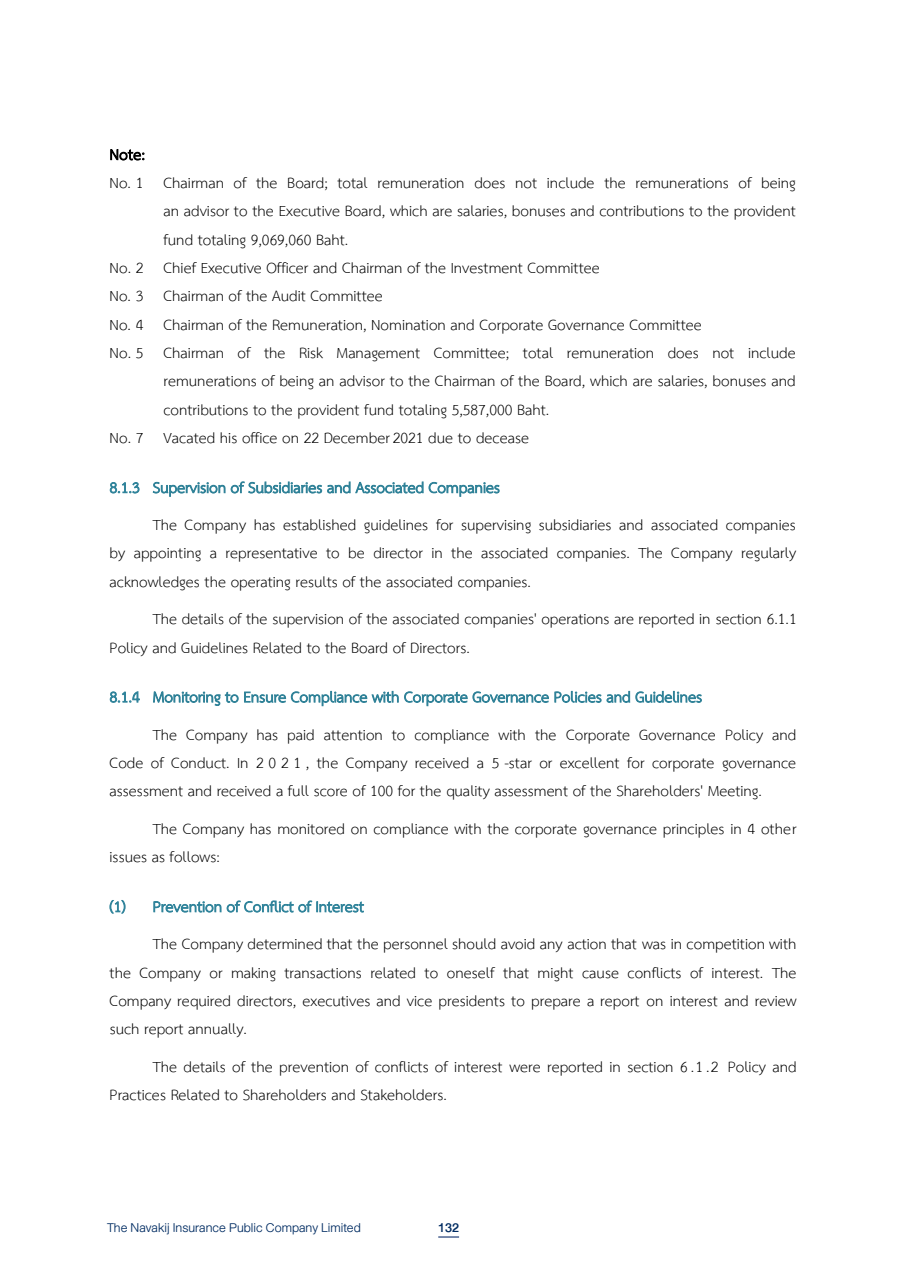 Note:
No. 1 Chairman of the Board; total remuneration does not include the remunerations of being
an advisor to the Executive Board, which are salaries, bonuses and contributions to the provident
fund totaling 9,069,060 Baht.
No. 2 Chief Executive Officer and Chairman of the Investment Committee
No. 3 Chairman of the Audit Committee
No. 4 Chairman of the Remuneration, Nomination and Corporate Governance Committee
No. 5 Chairman of the Risk Management Committee; total remuneration does not include
remunerations of being an advisor to the Chairman of the Board, which are salaries, bonuses and
contributions to the provident fund totaling 5,587,000 Baht.
No. 7 Vacated his office on 22 December 2021 due to decease
8.1.3 Supervision of Subsidiaries and Associated Companies
The Company has established guidelines for supervising subsidiaries and associated companies
by appointing a representative to be director in the associated companies. The Company regularly
acknowledges the operating results of the associated companies.
The details of the supervision of the associated companies' operations are reported in section 6.1.1
Policy and Guidelines Related to the Board of Directors.
8.1.4 Monitoring to Ensure Compliance with Corporate Governance Policies and Guidelines
The Company has paid attention to compliance with the Corporate Governance Policy and
Code of Conduct. In 2021, the Company received a 5 -star or excellent for corporate governance
assessment and received a full score of 100 for the quality assessment of the Shareholders' Meeting.
The Company has monitored on compliance with the corporate governance principles in 4 other
issues as follows:
(1) Prevention of Conflict of Interest
The Company determined that the personnel should avoid any action that was in competition with
the Company or making transactions related to oneself that might cause conflicts of interest. The
Company required directors, executives and vice presidents to prepare a report on interest and review
such report annually.
The details of the prevention of conflicts of interest were reported in section 6.1.2 Policy and
Practices Related to Shareholders and Stakeholders.
The Navakij Insurance Public Company Limited 132